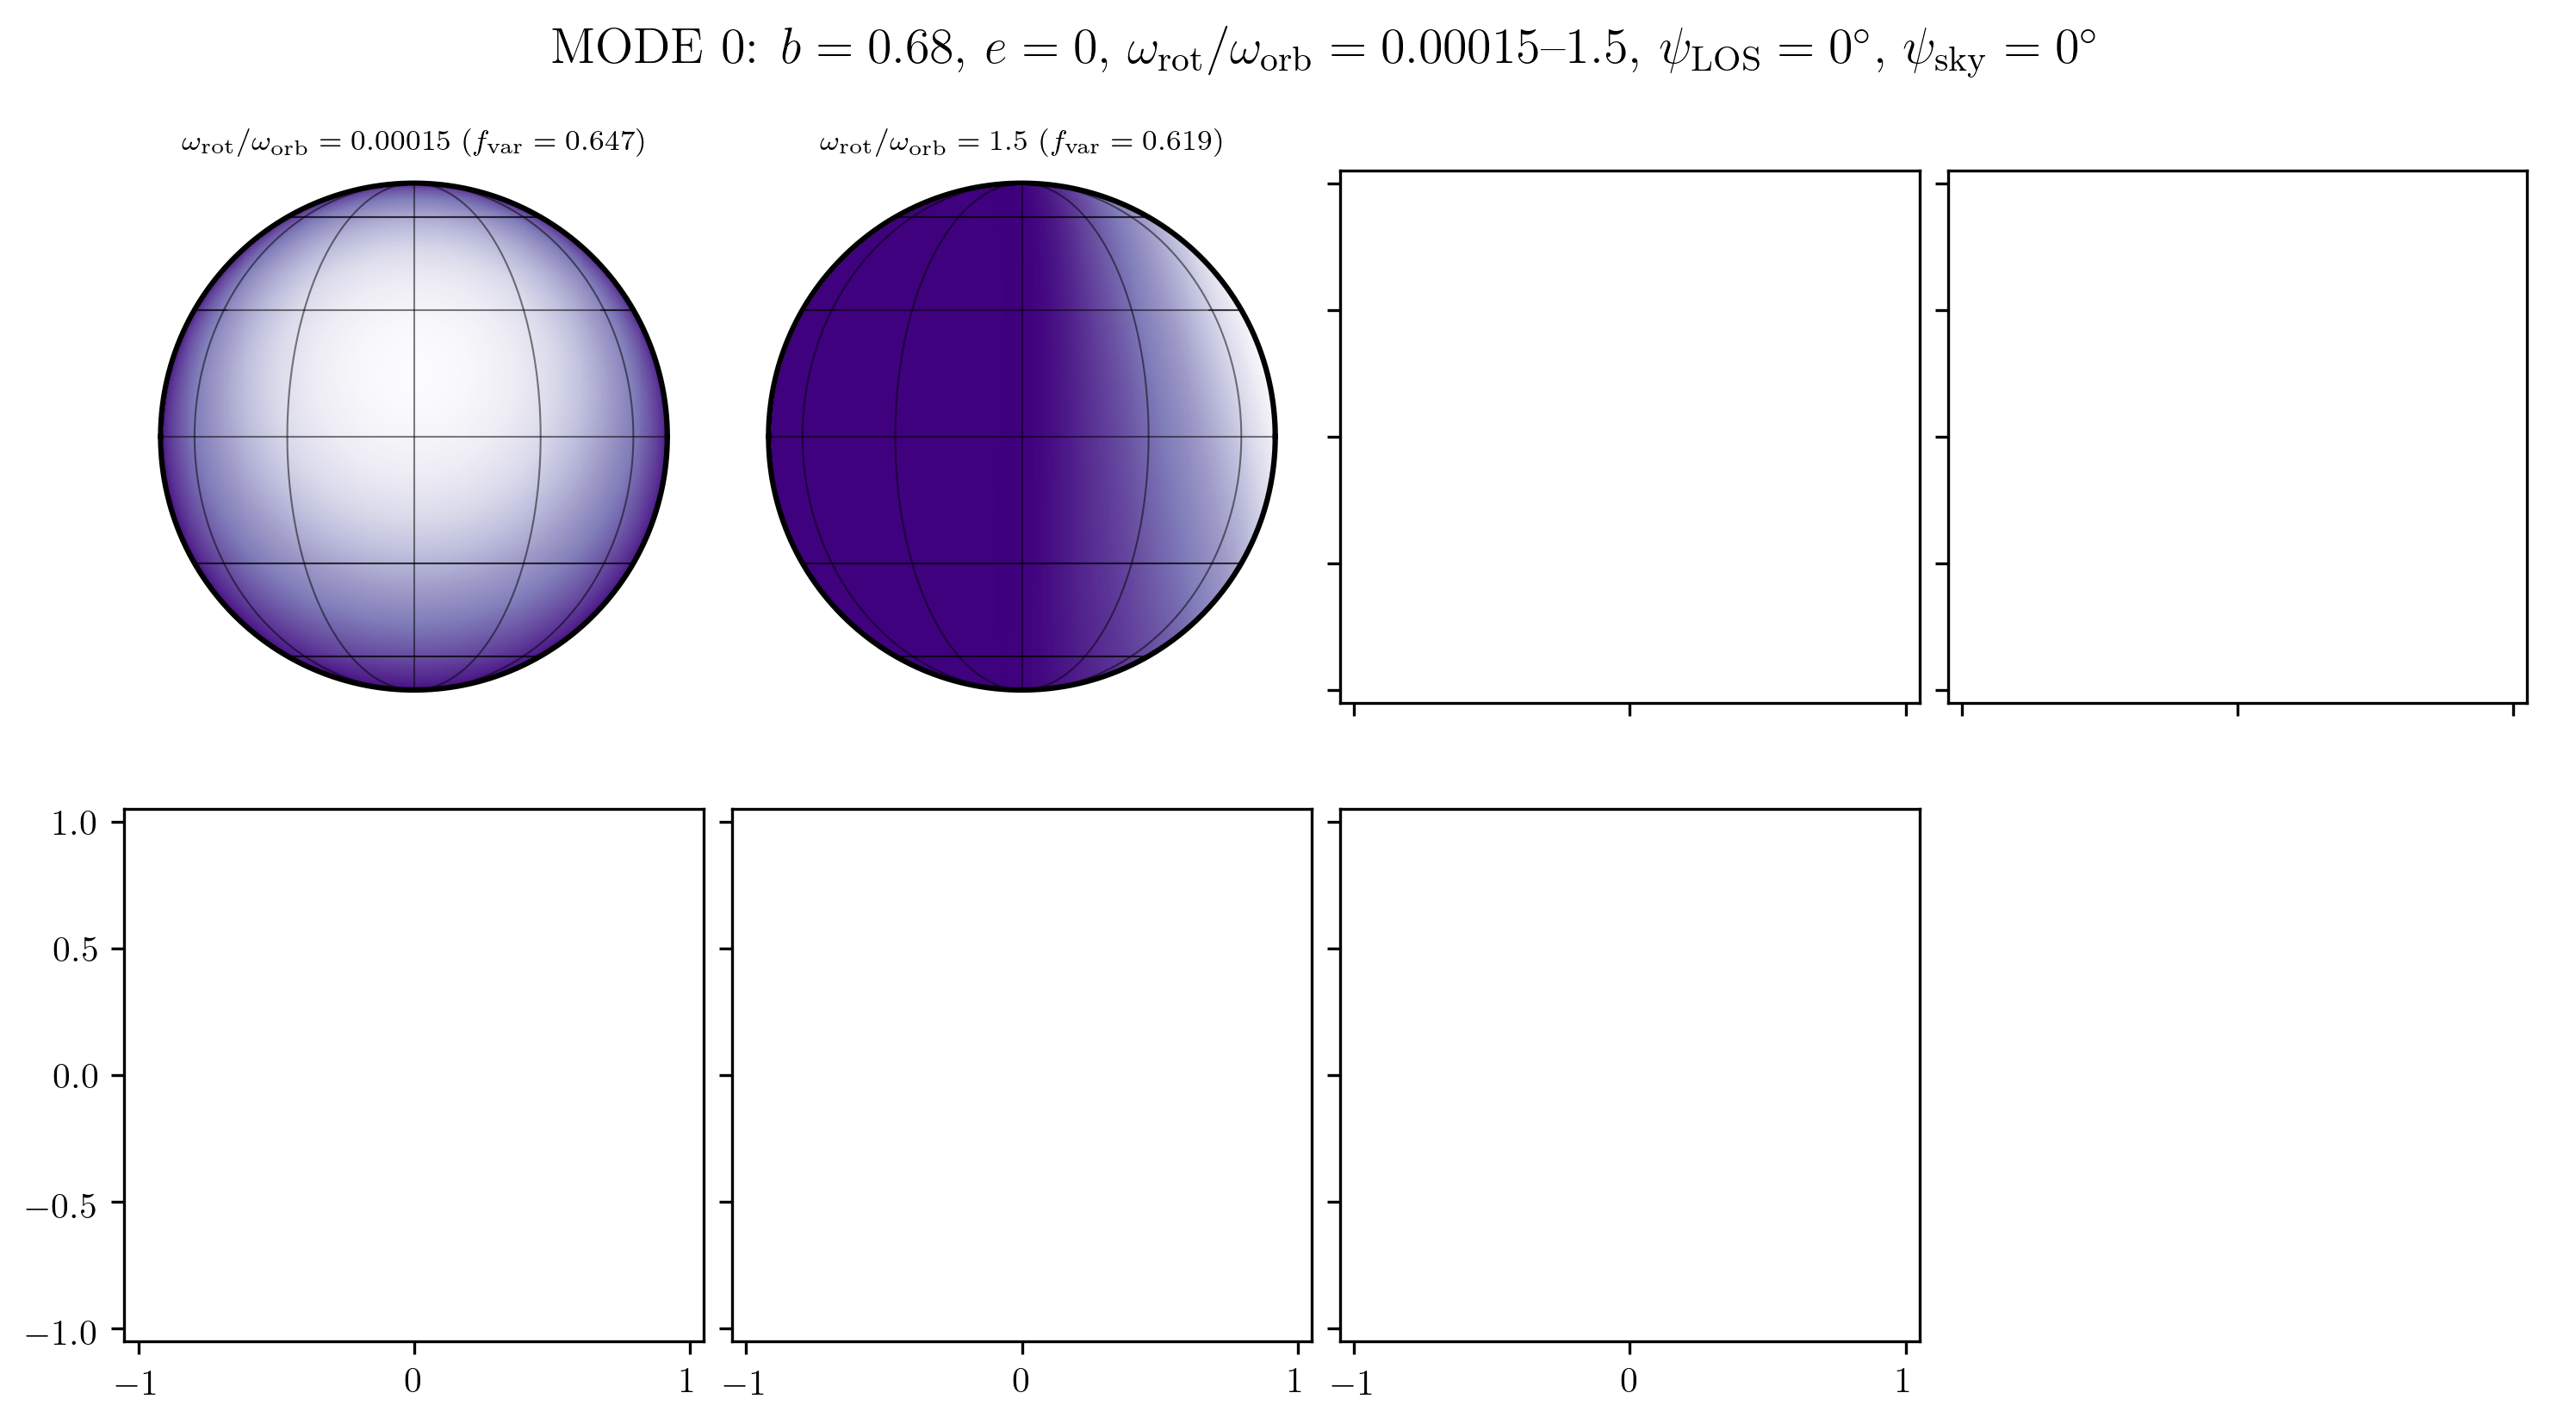 MODE 0: b = 0.68, e = 0, ω_rot/ω_orb = 0.00015–1.5, ψ_LOS = 0°, ψ_sky = 0°
ω_rot/ω_orb = 0.00015 (f_var = 0.647)
ω_rot/ω_orb = 1.5 (f_var = 0.619)
1.0
0.5
0.0
−0.5
−1.0
−1 0 1 −1 0 1 −1 0 1